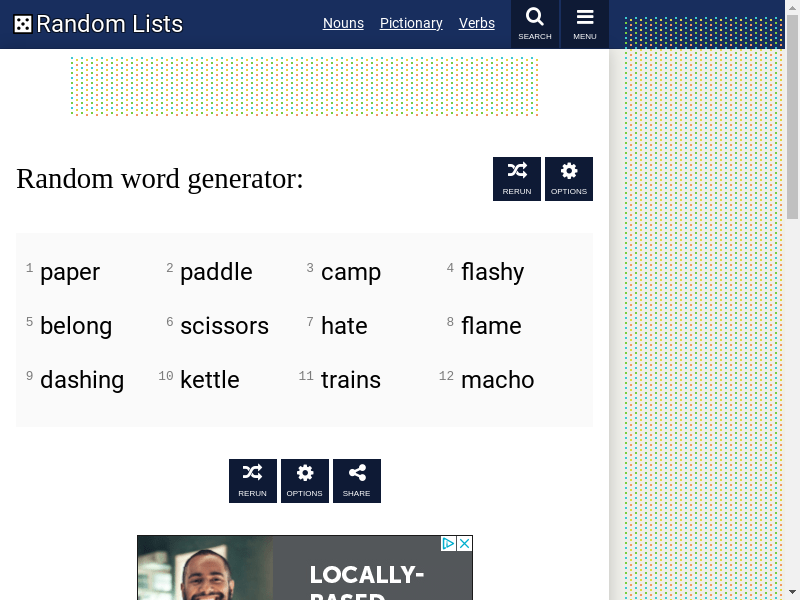 Random Lists
Nouns Pictionary Verbs
SEARCH MENU
Random word generator:
RERUN OPTIONS
1 paper 2 paddle 3 camp 4 flashy
5 belong 6 scissors 7 hate 8 flame
9 dashing 10 kettle 11 trains 12 macho
RERUN OPTIONS SHARE
LOCALLY-
BASED